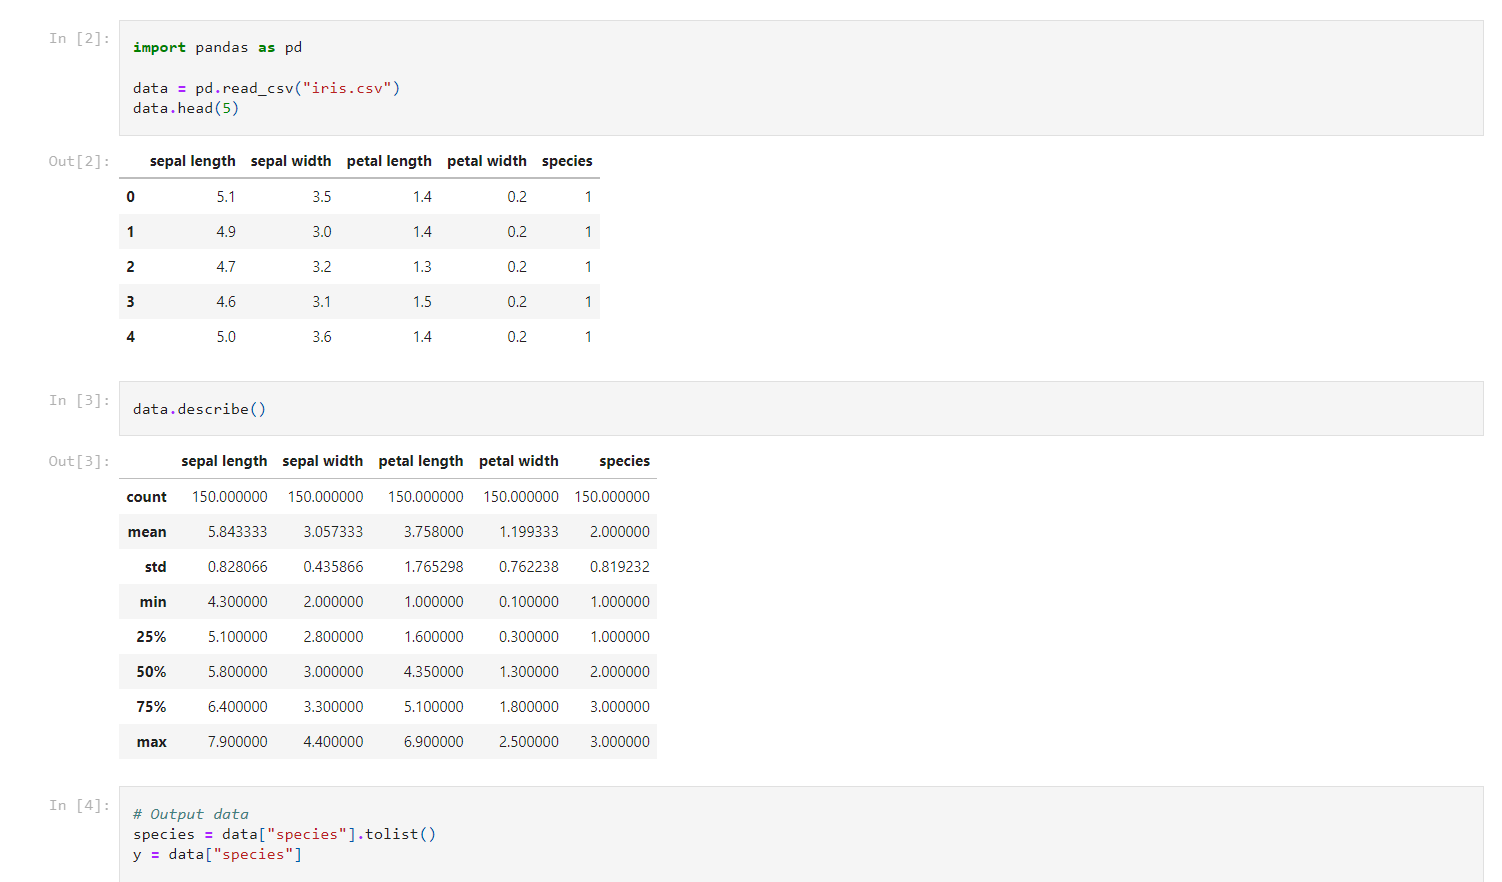 In [2]:
import pandas as pd
data = pd.read_csv("iris.csv")
data.head(5)
Out[2]:
sepal length sepal width petal length petal width species
0 5.1 3.5 1.4 0.2 1
1 4.9 3.0 1.4 0.2 1
2 4.7 3.2 1.3 0.2 1
3 4.6 3.1 1.5 0.2 1
4 5.0 3.6 1.4 0.2 1
In [3]:
data.describe()
Out[3]:
sepal length sepal width petal length petal width species
count 150.000000 150.000000 150.000000 150.000000 150.000000
mean 5.843333 3.057333 3.758000 1.199333 2.000000
std 0.828066 0.435866 1.765298 0.762238 0.819232
min 4.300000 2.000000 1.000000 0.100000 1.000000
25% 5.100000 2.800000 1.600000 0.300000 1.000000
50% 5.800000 3.000000 4.350000 1.300000 2.000000
75% 6.400000 3.300000 5.100000 1.800000 3.000000
max 7.900000 4.400000 6.900000 2.500000 3.000000
In [4]:
# Output data
species = data["species"].tolist()
y = data["species"]